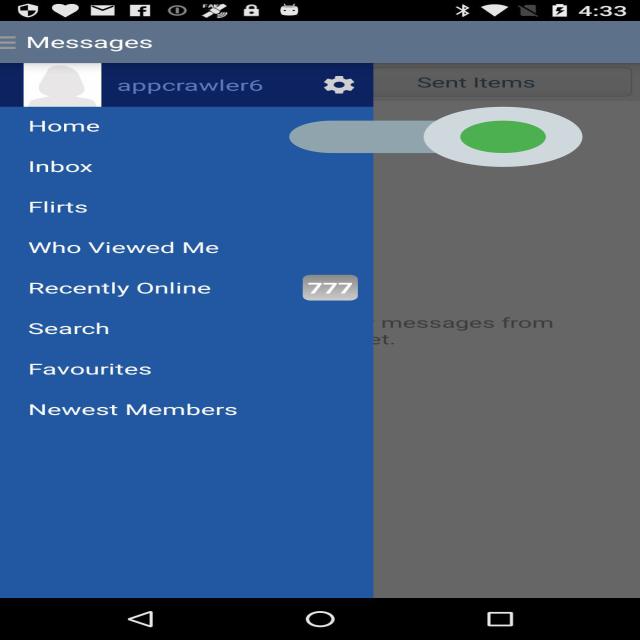 4:33
Messages
appcrawler6
Sent Items
Home
Inbox
Flirts
Who Viewed Me
Recently Online 777
messages from
et.
Search
Favourites
Newest Members